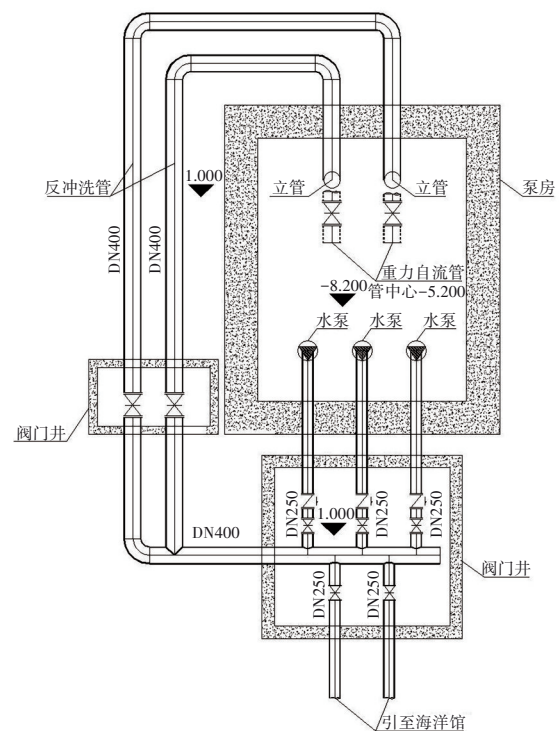 反冲洗管
1.000
立管
立管
泵房
DN400
DN400
重力自流管
-8.200
管中心-5.200
水泵
水泵
水泵
阀门井
DN250
DN250
DN250
1.000
DN400
阀门井
DN250
DN250
引至海洋馆